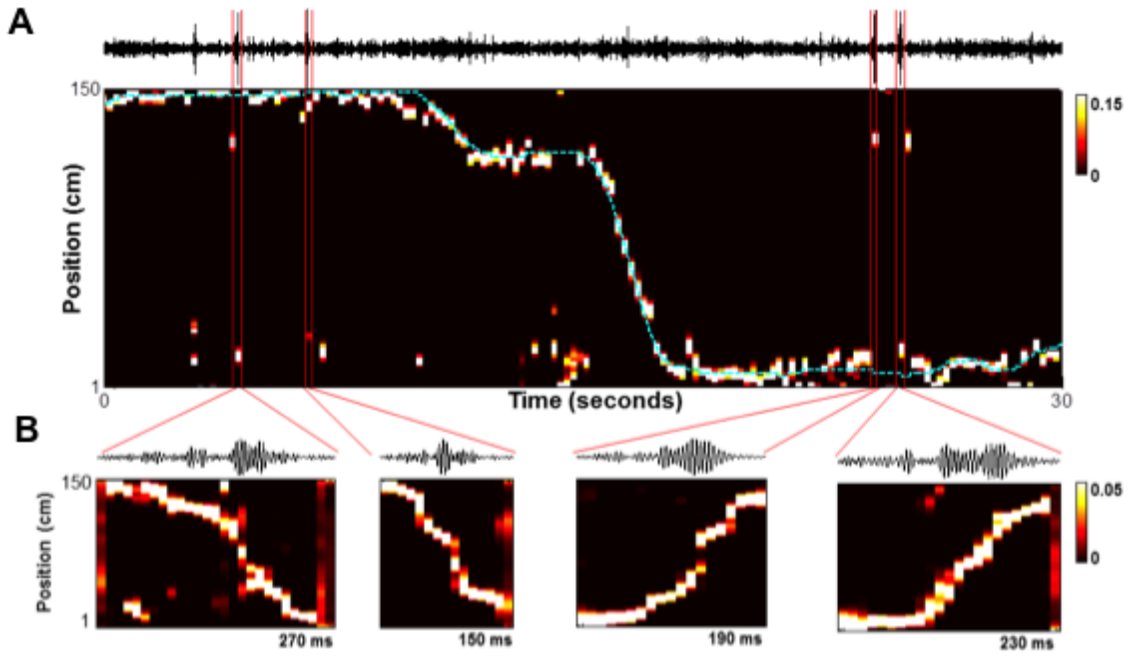 A
150
0.15
0
Position (cm)
1
0
Time (seconds)
30
B
150
0.05
0
Position (cm)
1
270 ms
150 ms
190 ms
230 ms